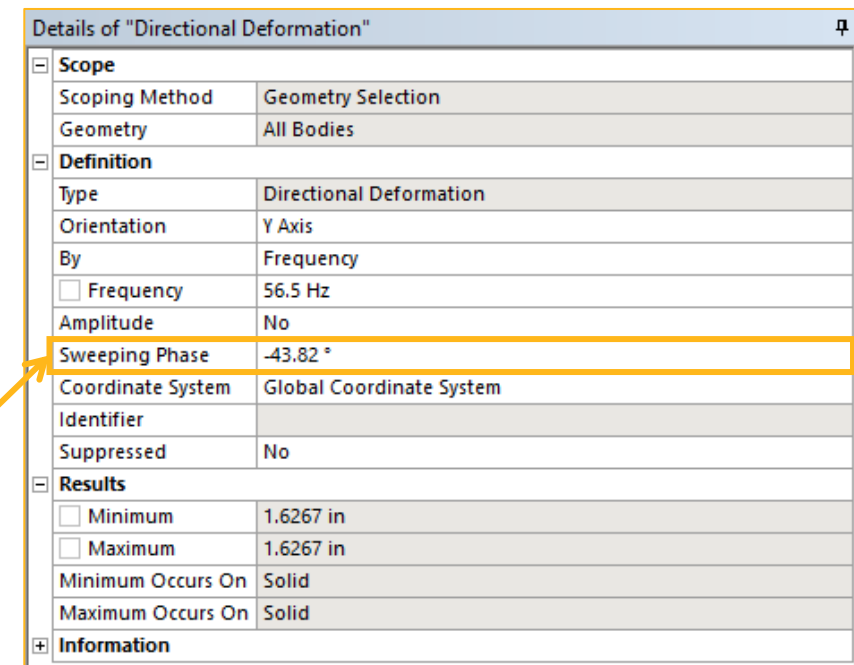 Details of "Directional Deformation"
Scope
Scoping Method Geometry Selection
Geometry All Bodies
Definition
Type Directional Deformation
Orientation Y Axis
By Frequency
Frequency 56.5 Hz
Amplitude No
Sweeping Phase -43.82 °
Coordinate System Global Coordinate System
Identifier
Suppressed No
Results
Minimum 1.6267 in
Maximum 1.6267 in
Minimum Occurs On Solid
Maximum Occurs On Solid
Information